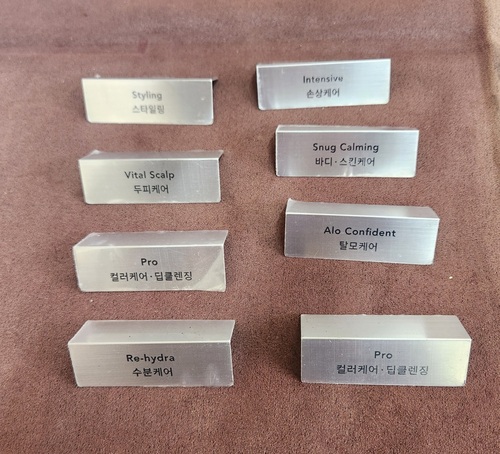 Styling
스타일링
Intensive
손상케어
Vital Scalp
두피케어
Snug Calming
바디·스킨케어
Pro
컬러케어·딥클렌징
Alo Confident
탈모케어
Re-hydra
수분케어
Pro
컬러케어·딥클렌징